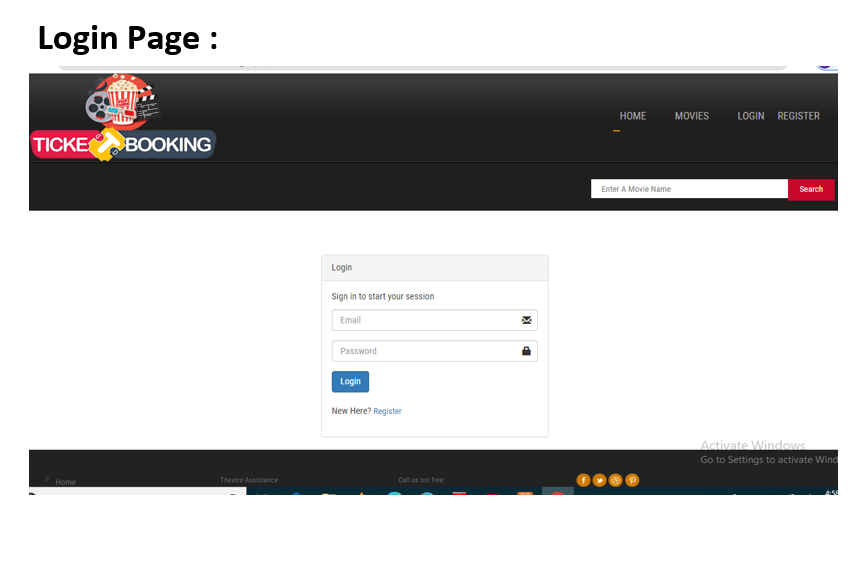 Login Page :
TICKETBOOKING
HOME MOVIES LOGIN REGISTER
Enter A Movie Name Search
Login
Sign in to start your session
Email
Password
Login
New Here? Register
Activate Windows
Go to Settings to activate Wind
Home Theatre Assistance Call us toll free: